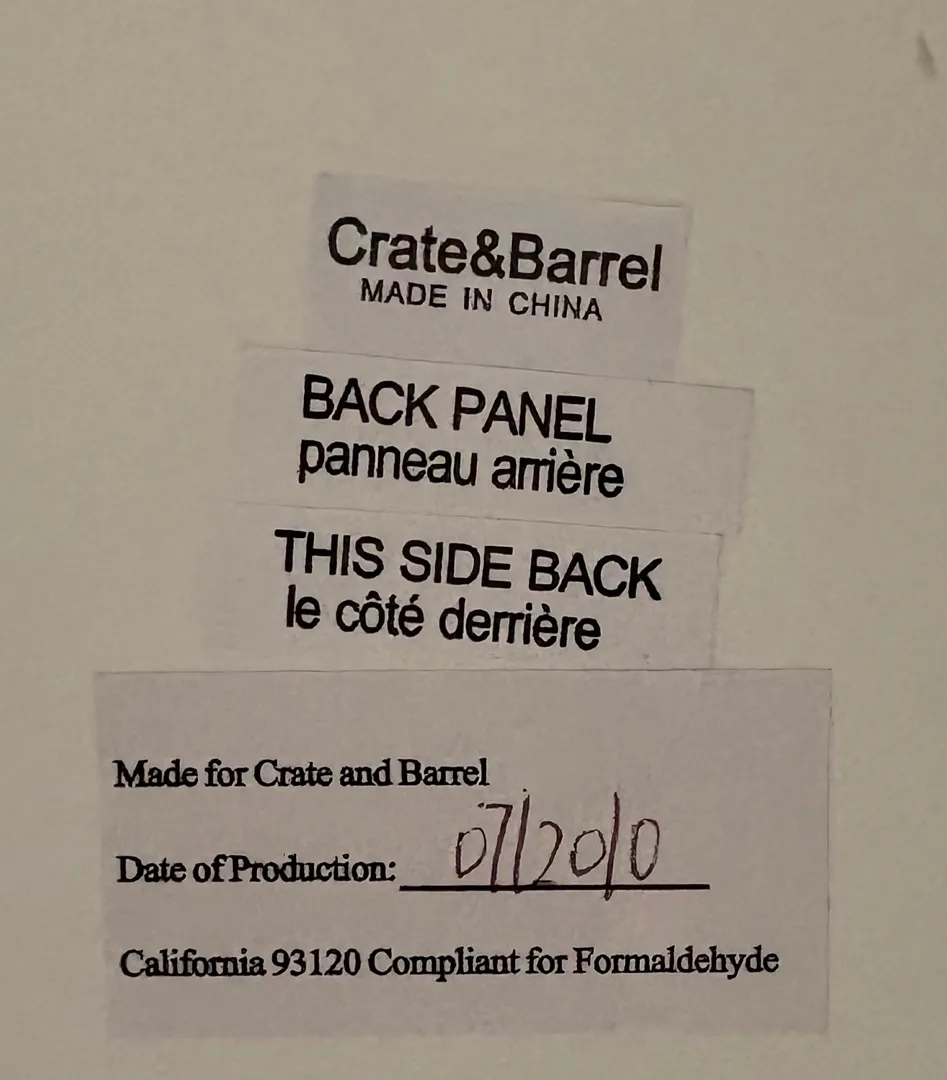 Crate&Barrel
MADE IN CHINA
BACK PANEL
panneau arrière
THIS SIDE BACK
le côté derrière
Made for Crate and Barrel
Date of Production: 07/2010
California 93120 Compliant for Formaldehyde